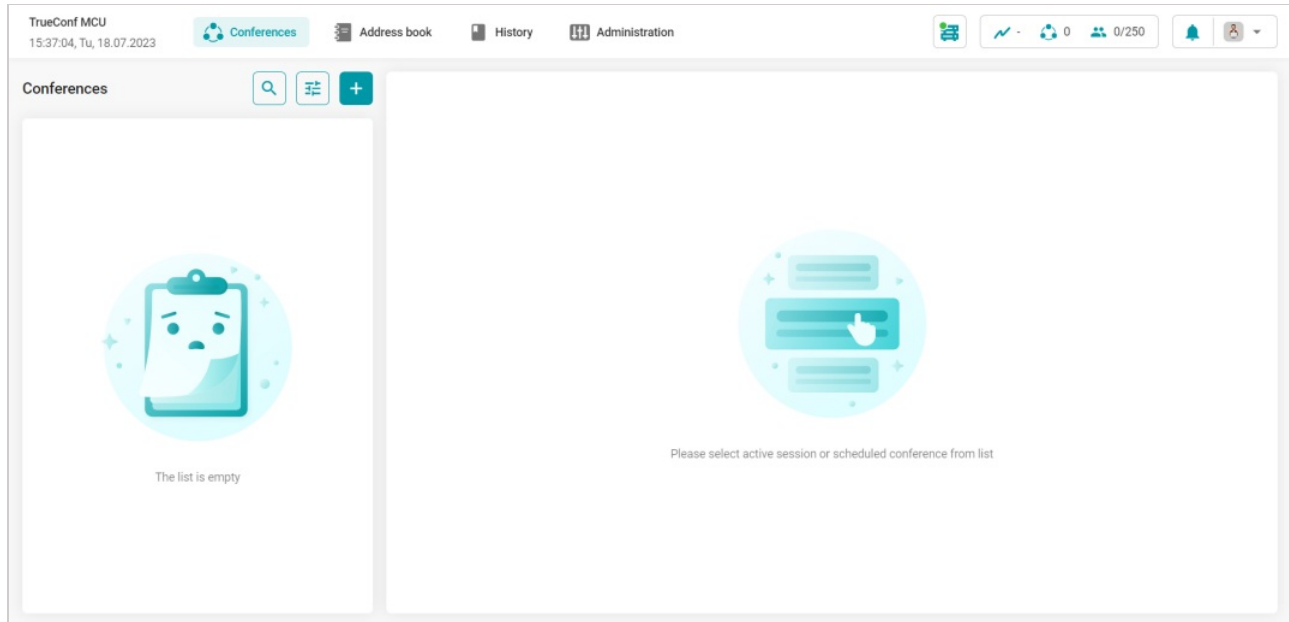 TrueConf MCU
15:37:04, Tu, 18.07.2023
Conferences
Address book
History
Administration
-
0
0/250
Conferences
The list is empty
Please select active session or scheduled conference from list